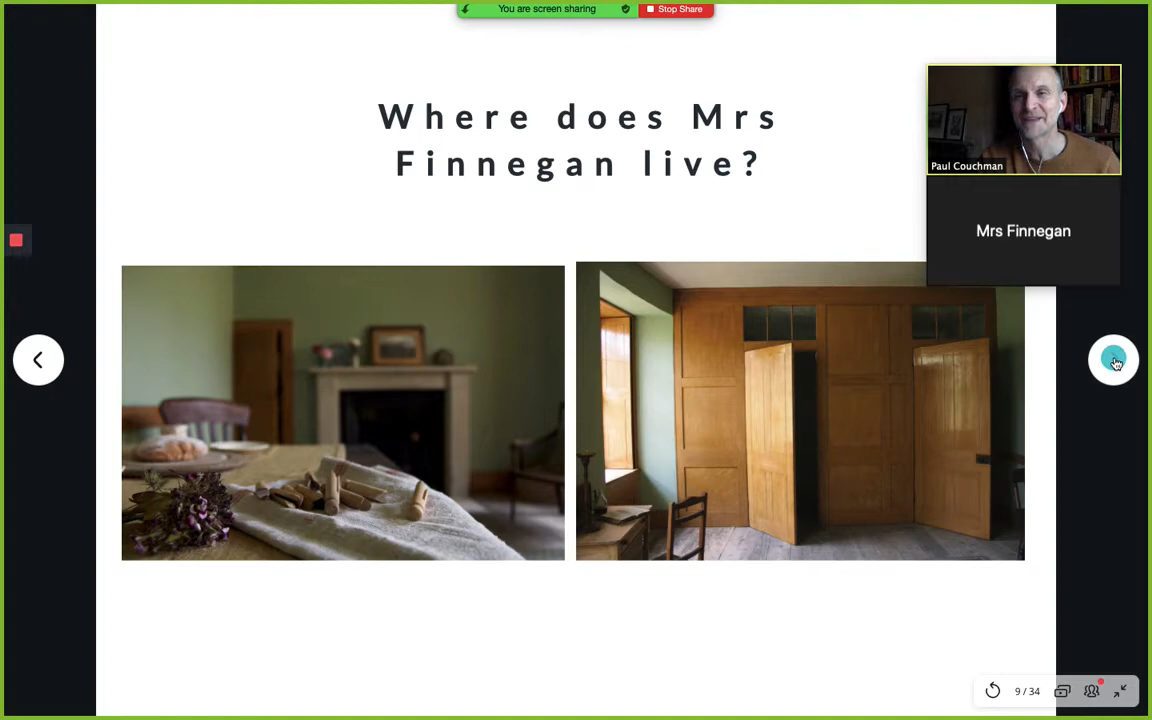 You are screen sharing
Stop Share
Where does Mrs
Finnegan live?
Paul Couchman
Mrs Finnegan
9 / 34